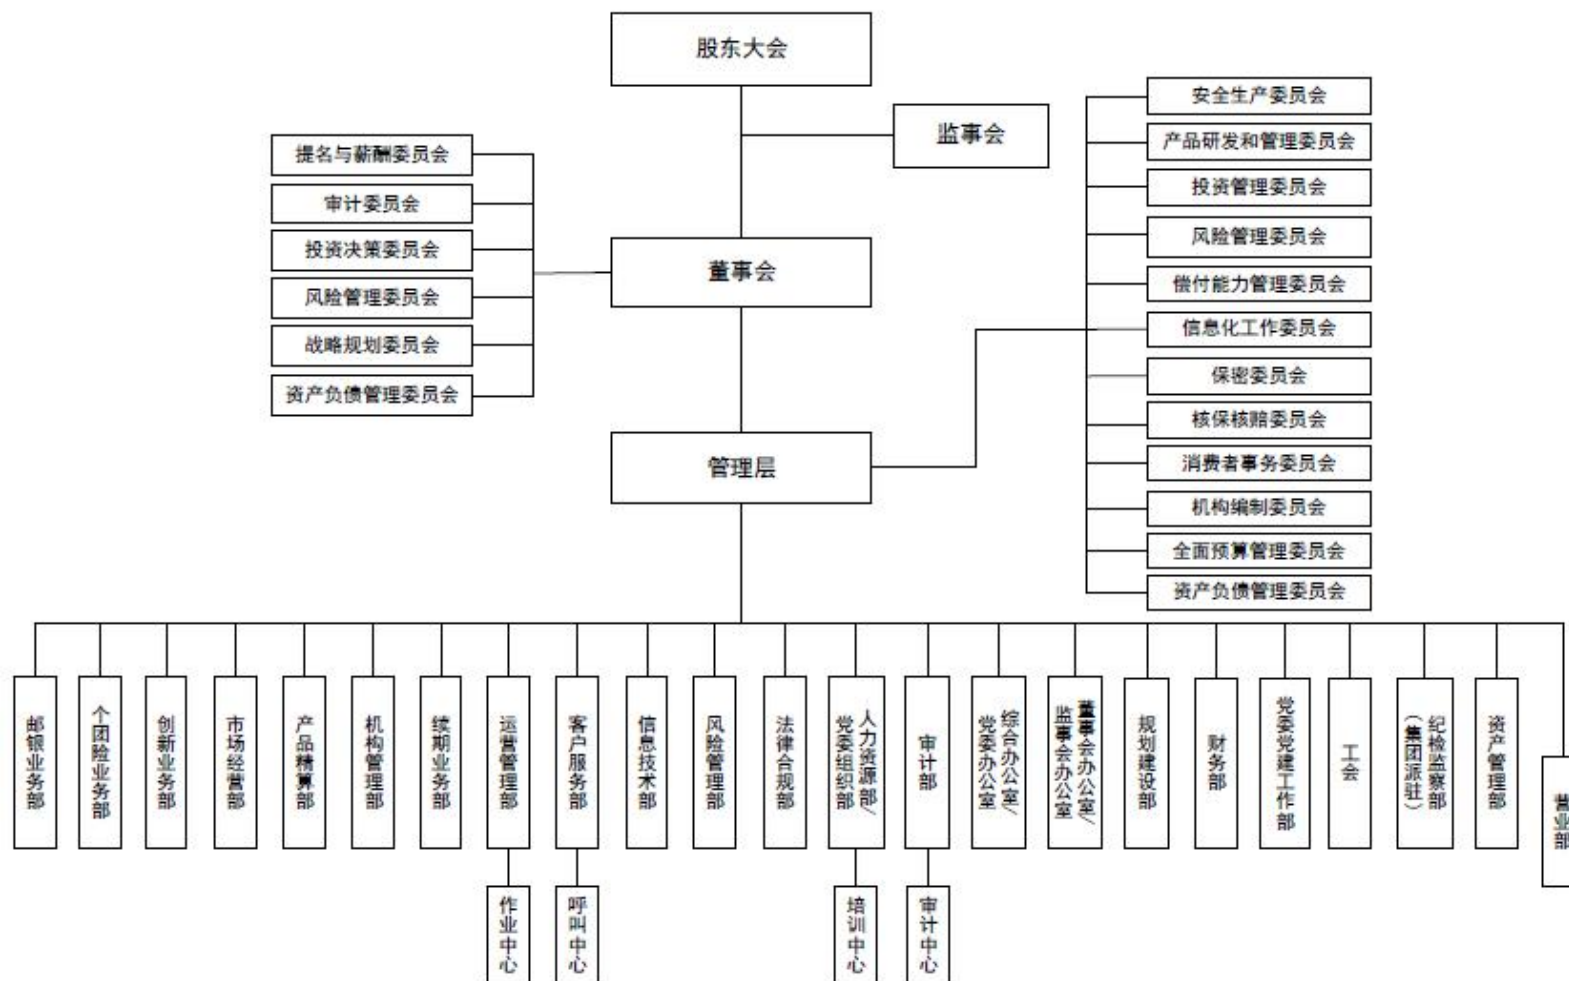 股东大会
监事会
提名与薪酬委员会
审计委员会
投资决策委员会
风险管理委员会
战略规划委员会
资产负债管理委员会
董事会
安全生产委员会
产品研发和管理委员会
投资管理委员会
风险管理委员会
偿付能力管理委员会
信息化工作委员会
保密委员会
核保核赔委员会
消费者事务委员会
机构编制委员会
全面预算管理委员会
资产负债管理委员会
管理层
邮银业务部
个团险业务部
创新业务部
市场经营部
产品精算部
机构管理部
续期业务部
运营管理部
客户服务部
信息技术部
风险管理部
法律合规部
人力资源部/
党委组织部
审计部
综合办公室/
党委办公室
董事会办公室/
监事会办公室
规划建设部
财务部
党委党建工作部
工会
纪检监察部
（集团派驻）
资产管理部
营业部
作业中心
呼叫中心
培训中心
审计中心